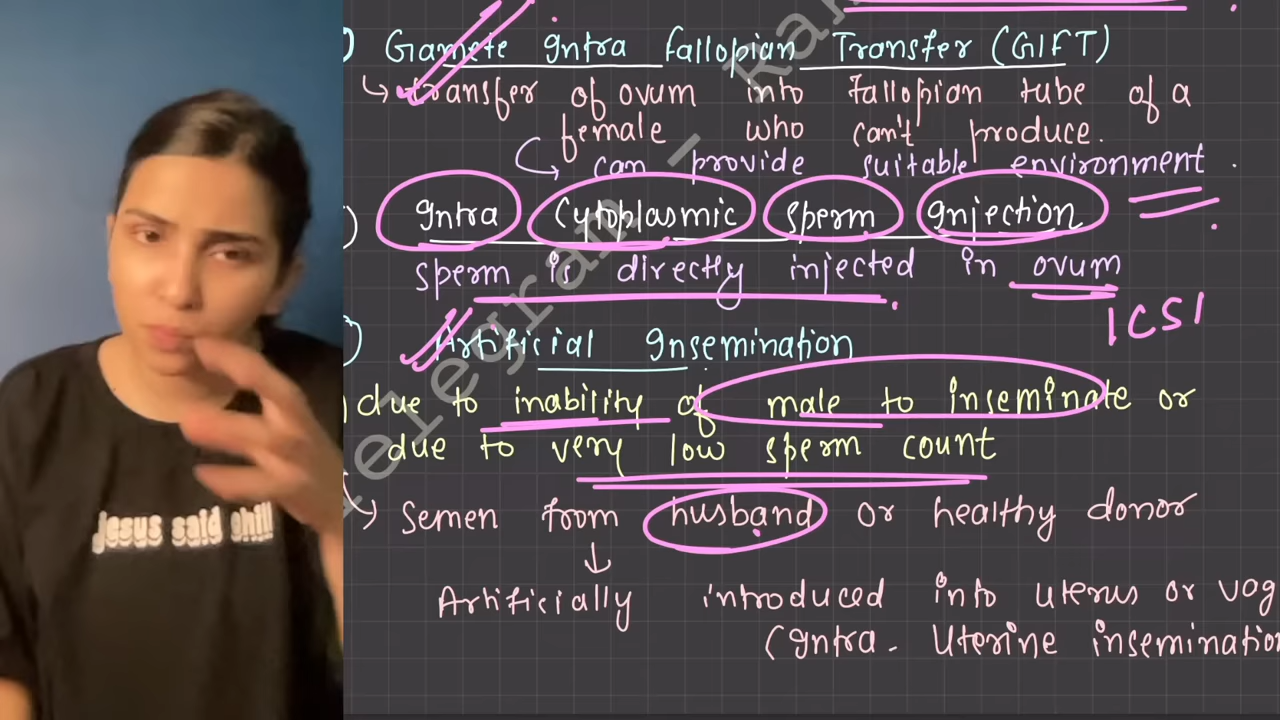 Gamete Intra fallopian Transfer (GIFT)
↳ transfer of ovum into fallopian tube of a
female who can't produce.
↳ can provide suitable environment.
Intra Cytoplasmic sperm Injection
sperm is directly injected in ovum
ICSI
Artificial Insemination
due to inability of male to inseminate or
due to very low sperm count
↳ Semen from husband or healthy donor
↓
Artificially introduced into uterus or vag
(Intra-Uterine insemination
jesus said chill
Telegram - Ra